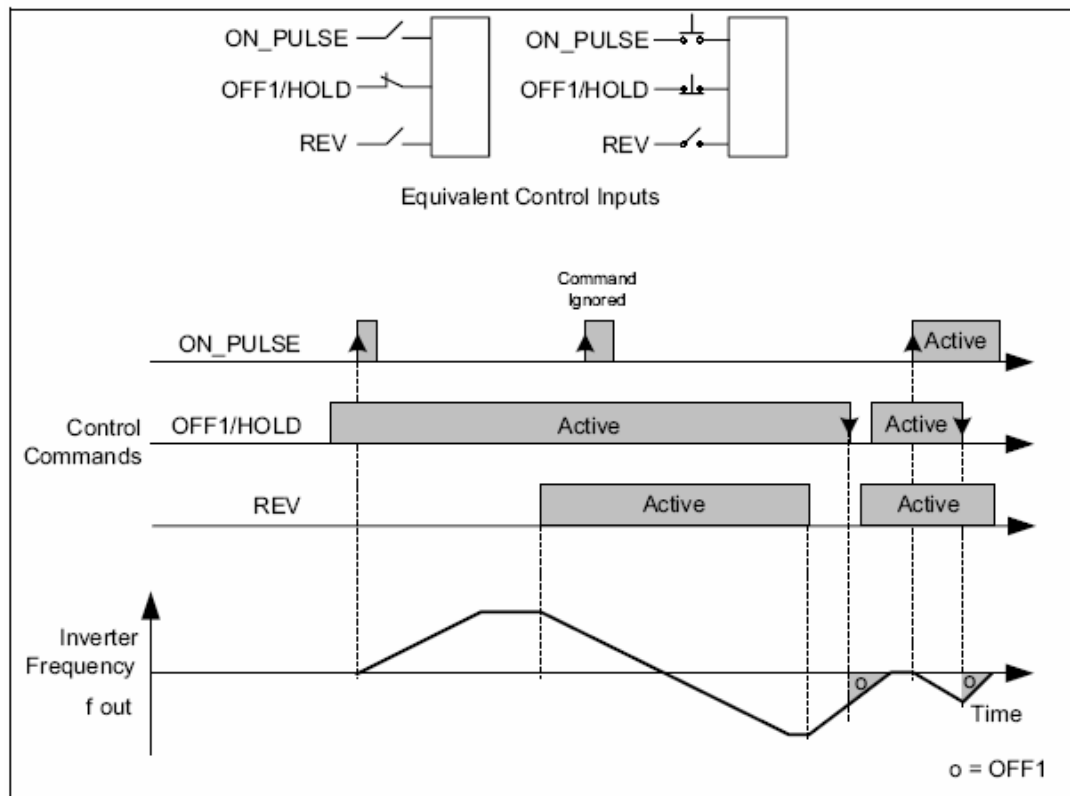 ON_PULSE
OFF1/HOLD
REV
ON_PULSE
OFF1/HOLD
REV
Equivalent Control Inputs
Command
Ignored
ON_PULSE
Active
Control
Commands
OFF1/HOLD
Active
Active
REV
Active
Active
Inverter
Frequency
f out
o
o
Time
o = OFF1